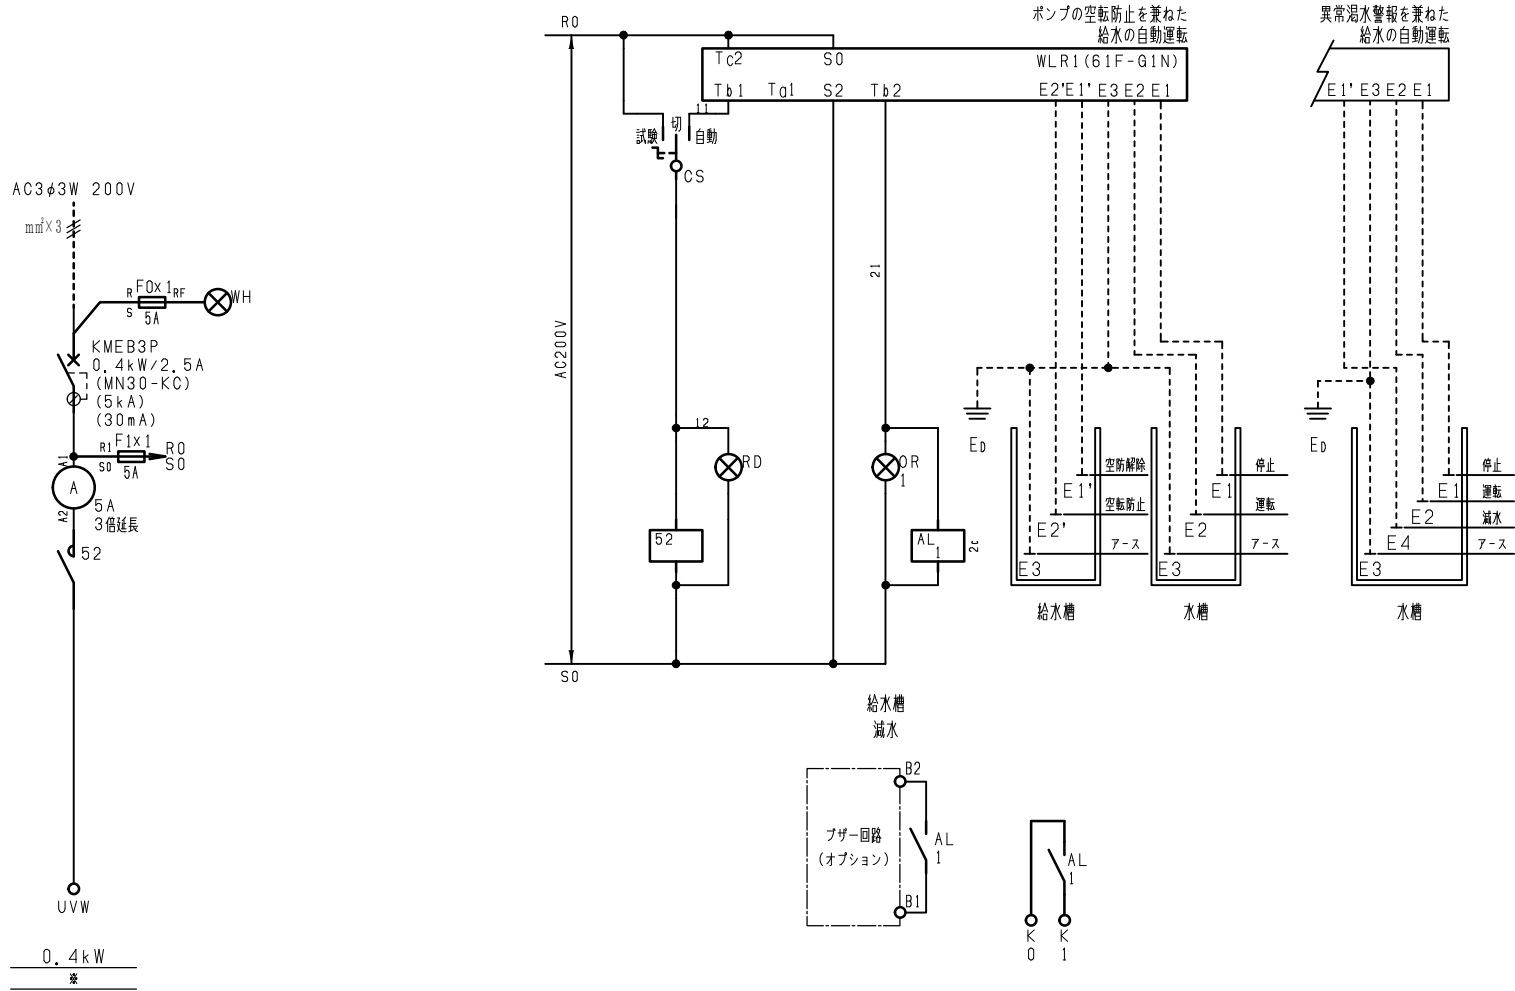 AC3φ3W 200V
mm²×3
R
F0x1
RF
WH
S
5A
KMEB3P
0.4kW/2.5A
(MN30-KC)
(5kA)
(30mA)
R1
F1x1
R0
S0
S0
5A
A1
A
A2
5A
3倍延長
52
UVW
0.4kW
※
R0
AC200V
S0
ポンプの空転防止を兼ねた
給水の自動運転
Tc2
S0
WLR1(61F-G1N)
Tb1
Ta1
S2
Tb2
E2'
E1'
E3
E2
E1
11
試験
切
自動
CS
12
RD
52
21
OR
1
AL
1
2c
ED
空防解除
E1'
空転防止
E2'
アース
E3
給水槽
停止
E1
運転
E2
アース
E3
水槽
異常渇水警報を兼ねた
給水の自動運転
E1'
E3
E2
E1
ED
停止
E1
運転
E2
減水
E4
アース
E3
水槽
給水槽
減水
B2
ブザー回路
(オプション)
AL
1
B1
AL
1
K
0
K
1